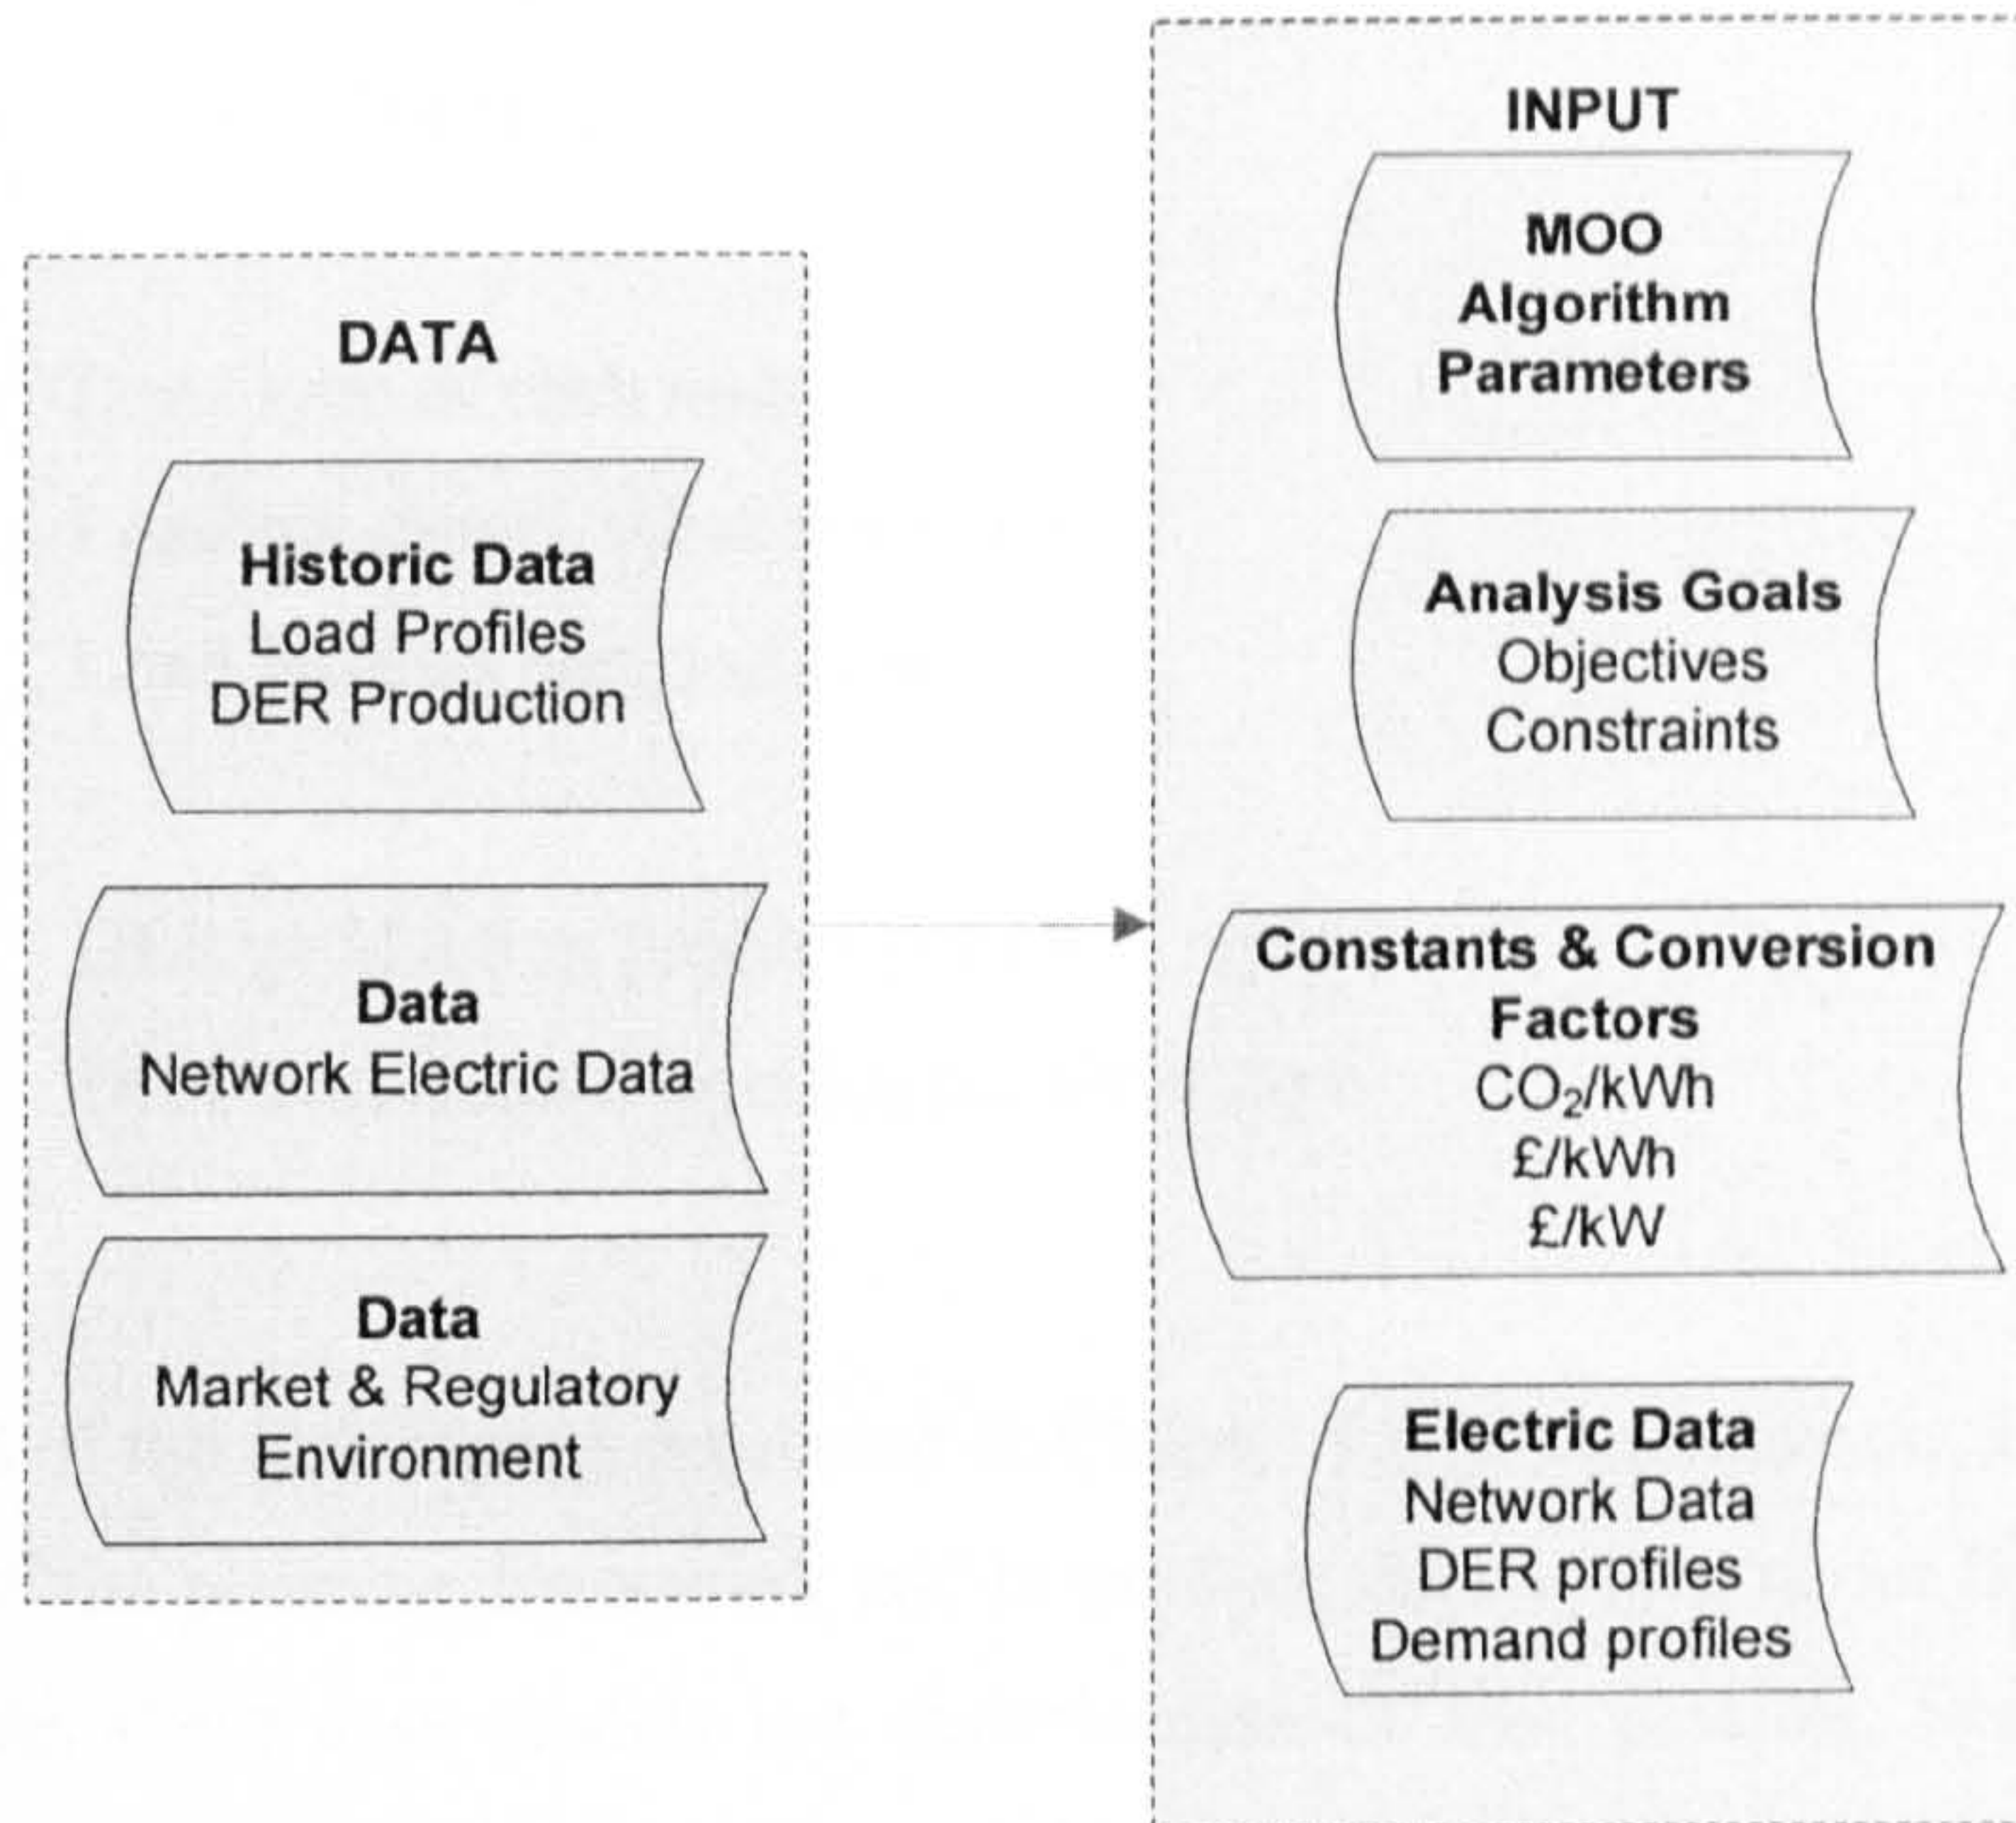 DATA
Historic Data
Load Profiles
DER Production
Data
Network Electric Data
Data
Market & Regulatory
Environment
INPUT
MOO
Algorithm
Parameters
Analysis Goals
Objectives
Constraints
Constants & Conversion
Factors
CO₂/kWh
£/kWh
£/kW
Electric Data
Network Data
DER profiles
Demand profiles